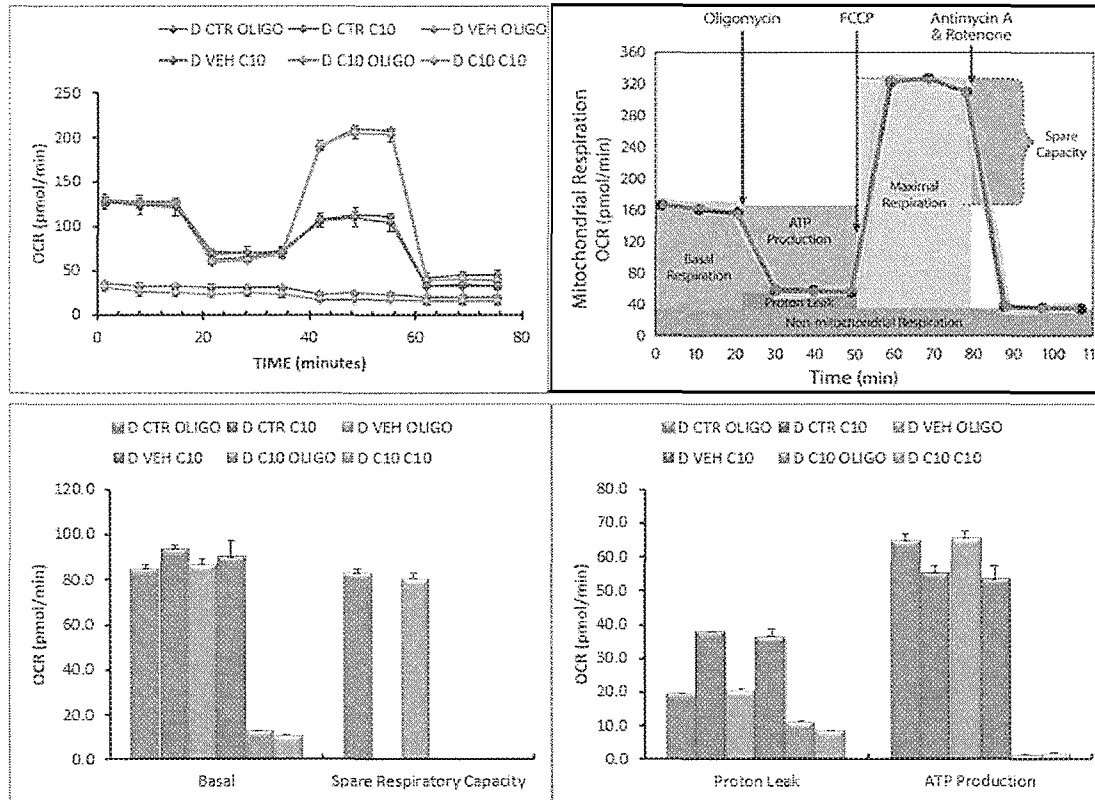 D CTR OLIGO D CTR C10 D VEH OLIGO
D VEH C10 D C10 OLIGO D C10 C10
250
200
150
100
50
0
OCR (pmol/min)
0 20 40 60 80
TIME (minutes)
Oligomycin FCCP Antimycin A
& Rotenone
360
320
280
240
200
160
120
80
40
0
Mitochondrial Respiration
OCR (pmol/min)
Spare
Capacity
Maximal
Respiration
ATP
Production
Basal
Respiration
Proton Leak
Non-mitochondrial Respiration
0 10 20 30 40 50 60 70 80 90 100 11
Time (min)
D CTR OLIGO D CTR C10 D VEH OLIGO
D VEH C10 D C10 OLIGO D C10 C10
120.0
100.0
80.0
60.0
40.0
20.0
0.0
OCR (pmol/min)
Basal Spare Respiratory Capacity
D CTR OLIGO D CTR C10 D VEH OLIGO
D VEH C10 D C10 OLIGO D C10 C10
80.0
70.0
60.0
50.0
40.0
30.0
20.0
10.0
0.0
OCR (pmol/min)
Proton Leak ATP Production